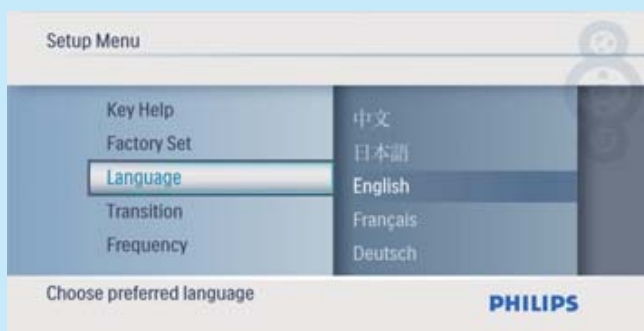 Setup Menu
Key Help
Factory Set
Language
Transition
Frequency
中文
日本語
English
Français
Deutsch
Choose preferred language
PHILIPS